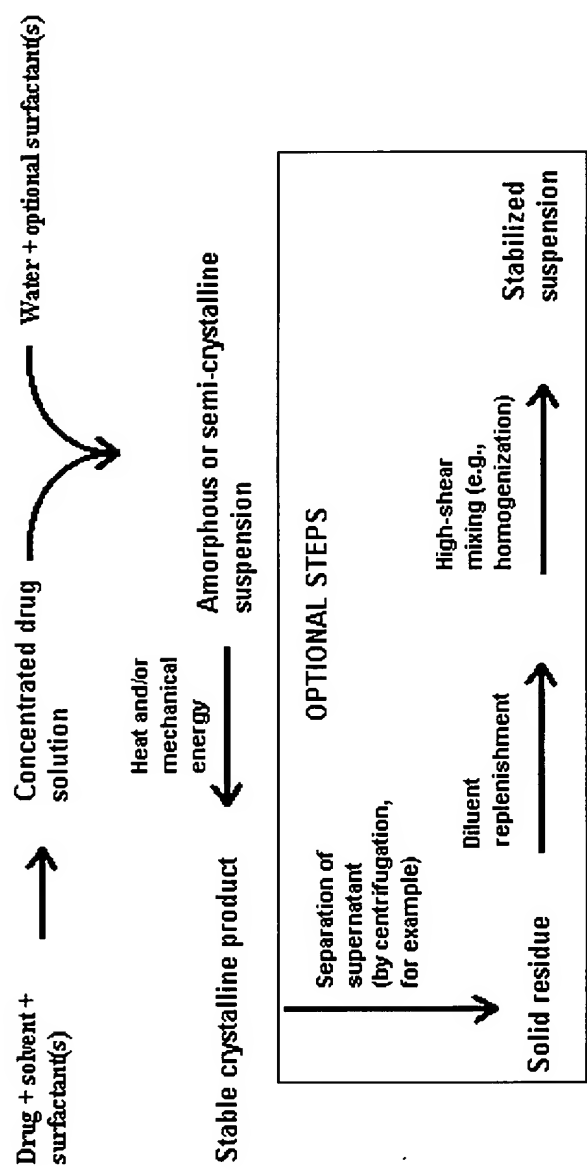 Drug + solvent +
surfactant(s)
Concentrated drug
solution
Water + optional surfactant(s)
Heat and/or
mechanical
energy
Amorphous or semi-crystalline
suspension
Stable crystalline product
OPTIONAL STEPS
Separation of
supernatant
(by centrifugation,
for example)
Solid residue
Diluent
replenishment
High-shear
mixing (e.g.,
homogenization)
Stabilized
suspension